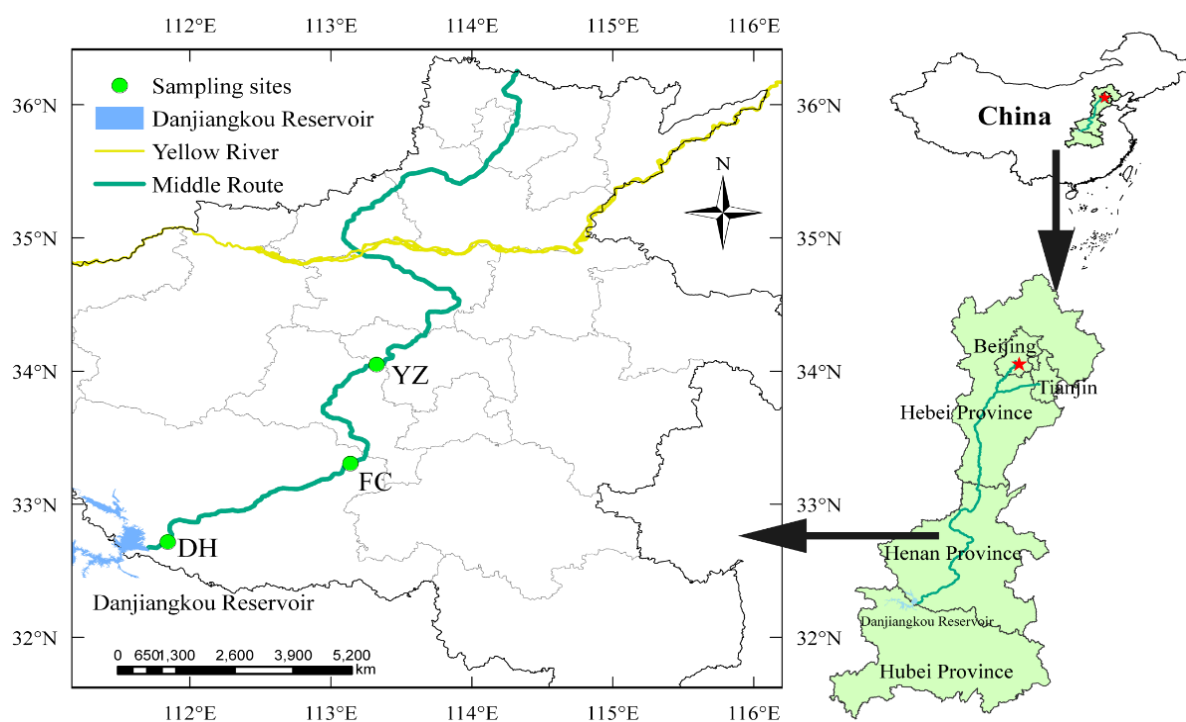 112°E 113°E 114°E 115°E 116°E
36°N
35°N
34°N
33°N
32°N
Sampling sites
Danjiangkou Reservoir
Yellow River
Middle Route
N
YZ
FC
DH
Danjiangkou Reservoir
0 650 1,300 2,600 3,900 5,200
km
112°E 113°E 114°E 115°E 116°E
36°N
35°N
34°N
33°N
32°N
China
Beijing
Tianjin
Hebei Province
Henan Province
Danjiangkou Reservoir
Hubei Province